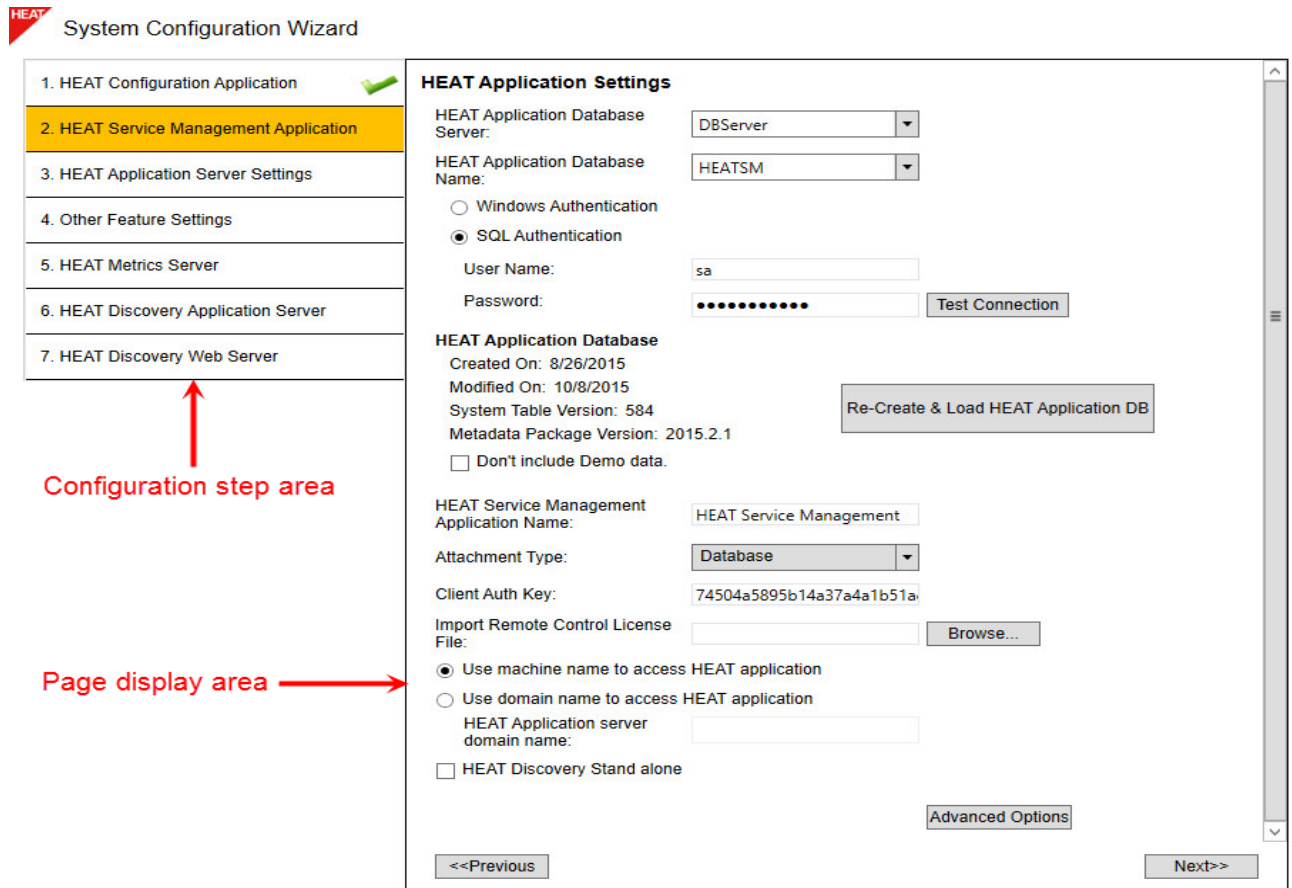 HEAT
System Configuration Wizard
1. HEAT Configuration Application
2. HEAT Service Management Application
3. HEAT Application Server Settings
4. Other Feature Settings
5. HEAT Metrics Server
6. HEAT Discovery Application Server
7. HEAT Discovery Web Server
Configuration step area
Page display area
HEAT Application Settings
HEAT Application Database
Server:
DBServer
HEAT Application Database
Name:
HEATSM
Windows Authentication
SQL Authentication
User Name:
sa
Password:
●●●●●●●●●●●
Test Connection
HEAT Application Database
Created On: 8/26/2015
Modified On: 10/8/2015
System Table Version: 584
Metadata Package Version: 2015.2.1
Re-Create & Load HEAT Application DB
Don't include Demo data.
HEAT Service Management
Application Name:
HEAT Service Management
Attachment Type:
Database
Client Auth Key:
74504a5895b14a37a4a1b51a
Import Remote Control License
File:
Browse...
Use machine name to access HEAT application
Use domain name to access HEAT application
HEAT Application server
domain name:
HEAT Discovery Stand alone
Advanced Options
<<Previous
Next>>